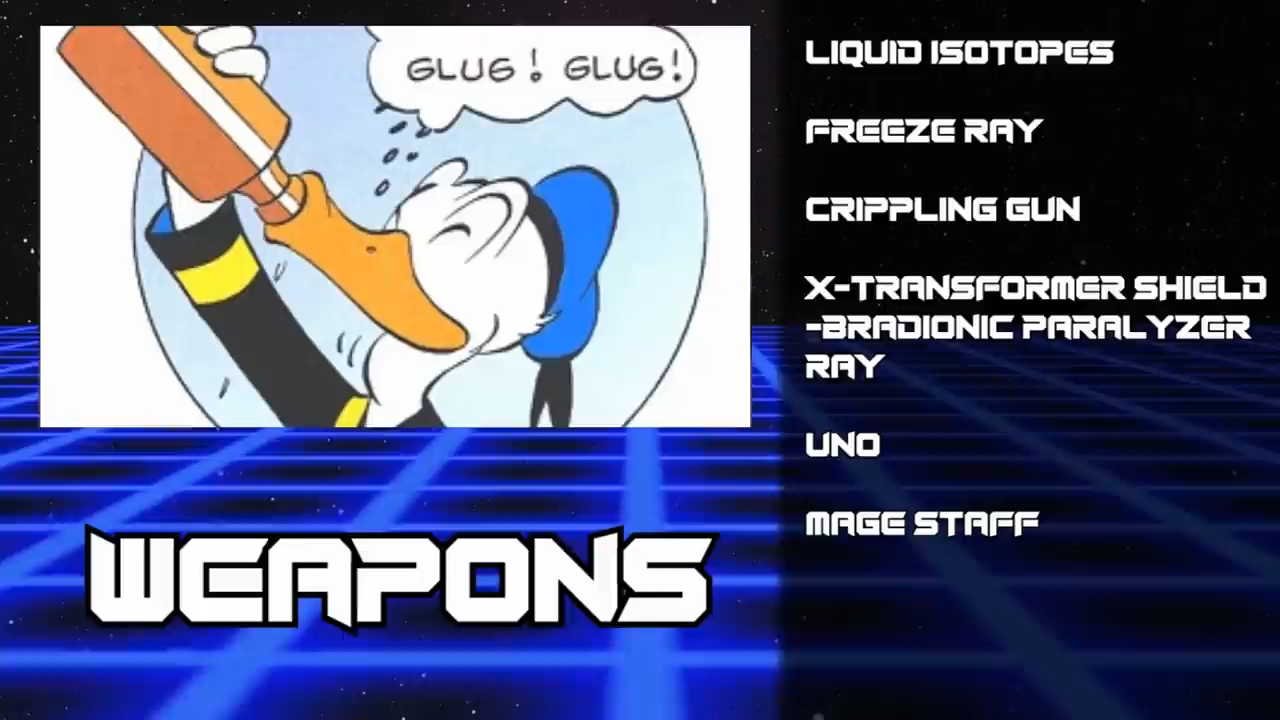 GLUG! GLUG!
WEAPONS
LIQUID ISOTOPES
FREEZE RAY
CRIPPLING GUN
X-TRANSFORMER SHIELD
-BRADIONIC PARALYZER
RAY
UNO
MAGE STAFF